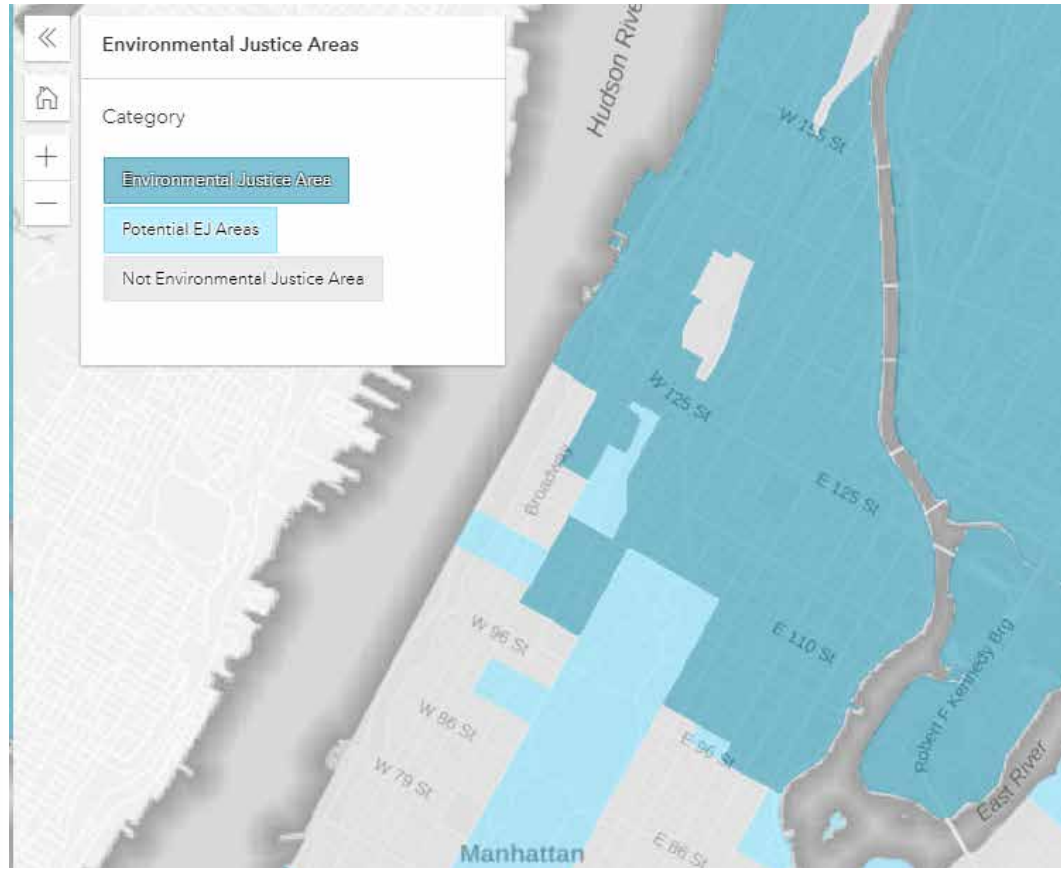 Environmental Justice Areas
Category
Environmental Justice Area
Potential EJ Areas
Not Environmental Justice Area
Hudson Rive
W 155 St
W 125 St
Broadway
E 125 St
W 96 St
E 110 St
Robert F Kennedy Brg
W 86 St
E 96 St
W 79 St
East River
E 86 St
Manhattan